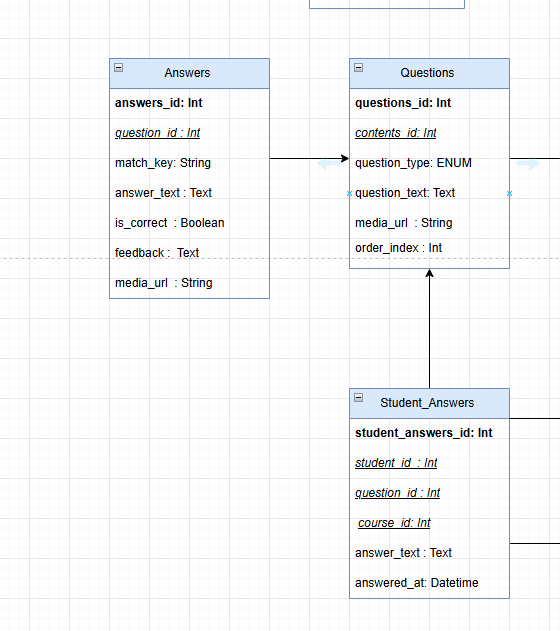 Answers
answers_id: Int
question_id : Int
match_key: String
answer_text : Text
is_correct : Boolean
feedback : Text
media_url : String
Questions
questions_id: Int
contents_id: Int
question_type: ENUM
question_text: Text
media_url : String
order_index : Int
Student_Answers
student_answers_id: Int
student_id : Int
question_id : Int
course_id: Int
answer_text : Text
answered_at: Datetime